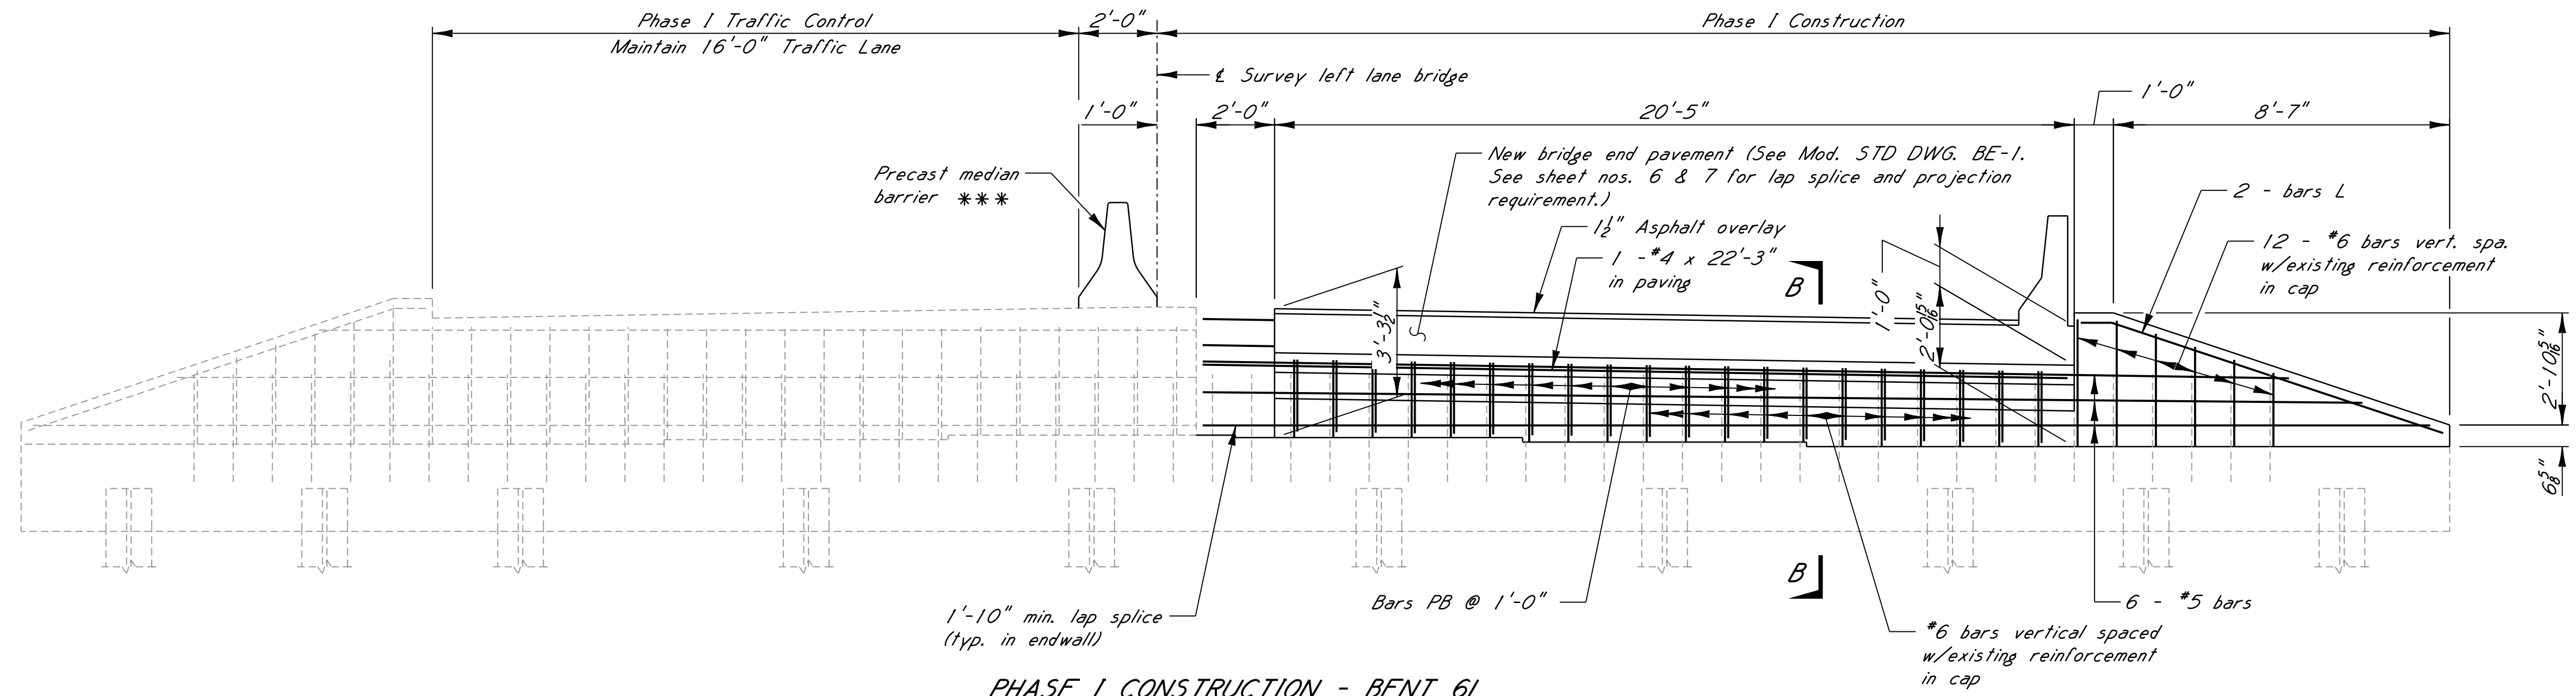 Phase I Traffic Control
Maintain 16'-0" Traffic Lane
2'-0"
Phase I Construction
℄ Survey left lane bridge
1'-0"
2'-0"
20'-5"
1'-0"
8'-7"
Precast median
barrier ***
New bridge end pavement (See Mod. STD DWG. BE-1.
See sheet nos. 6 & 7 for lap splice and projection
requirement.)
1½" Asphalt overlay
1 -#4 x 22'-3"
in paving
B
2 - bars L
12 - #6 bars vert. spa.
w/existing reinforcement
in cap
3'-3½"
1'-0"
2'-0 15/16"
2'-10 5/16"
6 5/8"
B
1'-10" min. lap splice
(typ. in endwall)
Bars PB @ 1'-0"
6 - #5 bars
#6 bars vertical spaced
w/existing reinforcement
in cap
PHASE I CONSTRUCTION - BENT 61